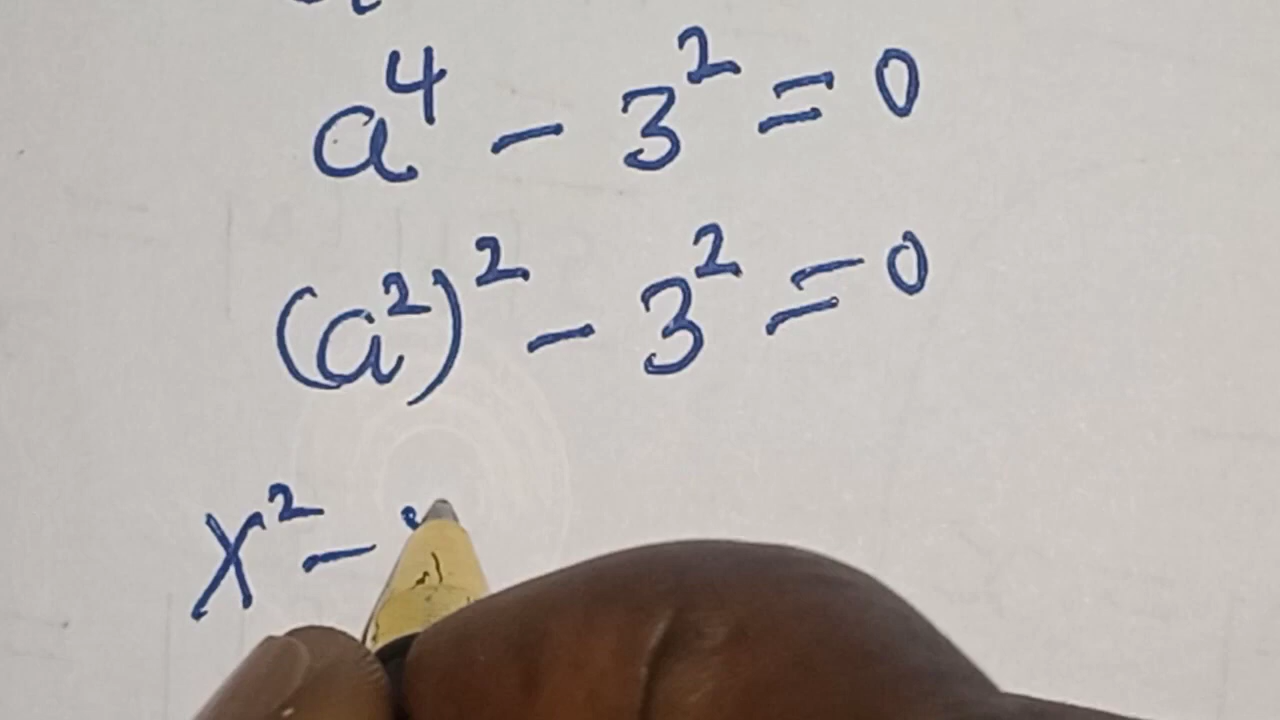 a⁴ - 3² = 0
(a²)² - 3² = 0
x² -